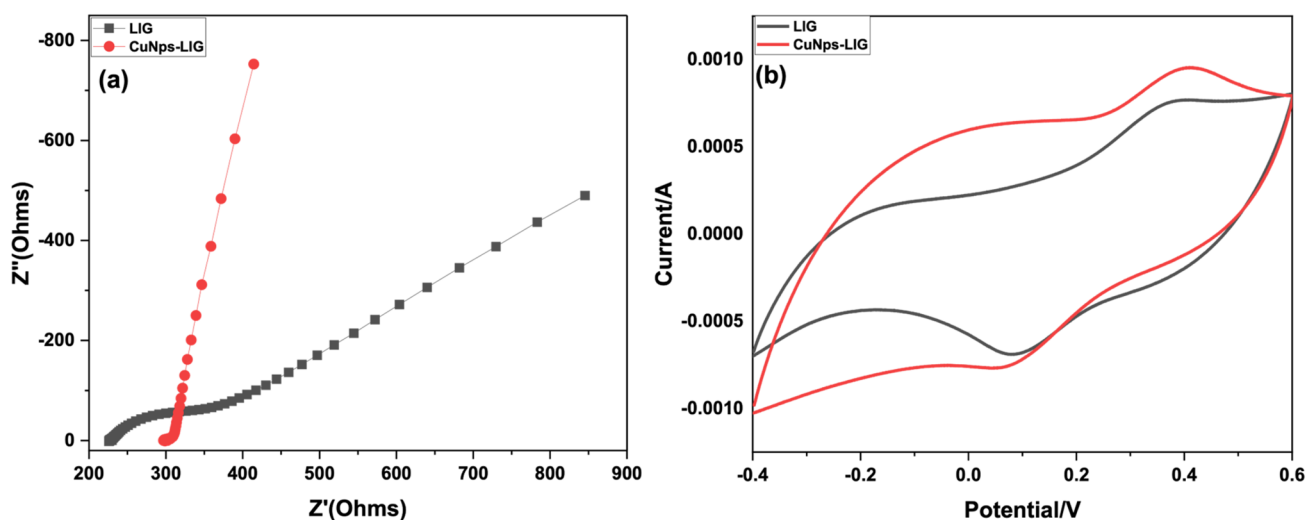 LIG
CuNps-LIG
(a)
-800
-600
-400
-200
0
Z''(Ohms)
200 300 400 500 600 700 800 900
Z'(Ohms)
LIG
CuNps-LIG
(b)
0.0010
0.0005
0.0000
-0.0005
-0.0010
Current/A
-0.4 -0.2 0.0 0.2 0.4 0.6
Potential/V